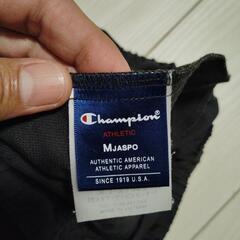 Champion
ATHLETIC
MJASPO
AUTHENTIC AMERICAN
ATHLETIC APPAREL
SINCE 1919 U.S.A.